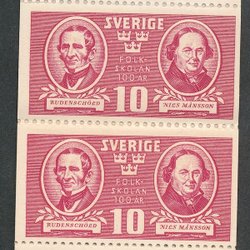 SVERIGE
FOLK-
SKOLAN
100 ÅR
RUDENSCHÖLD
10
NILS MÅNSSON
SVERIGE
FOLK-
SKOLAN
100 ÅR
RUDENSCHÖLD
10
NILS MÅNSSON